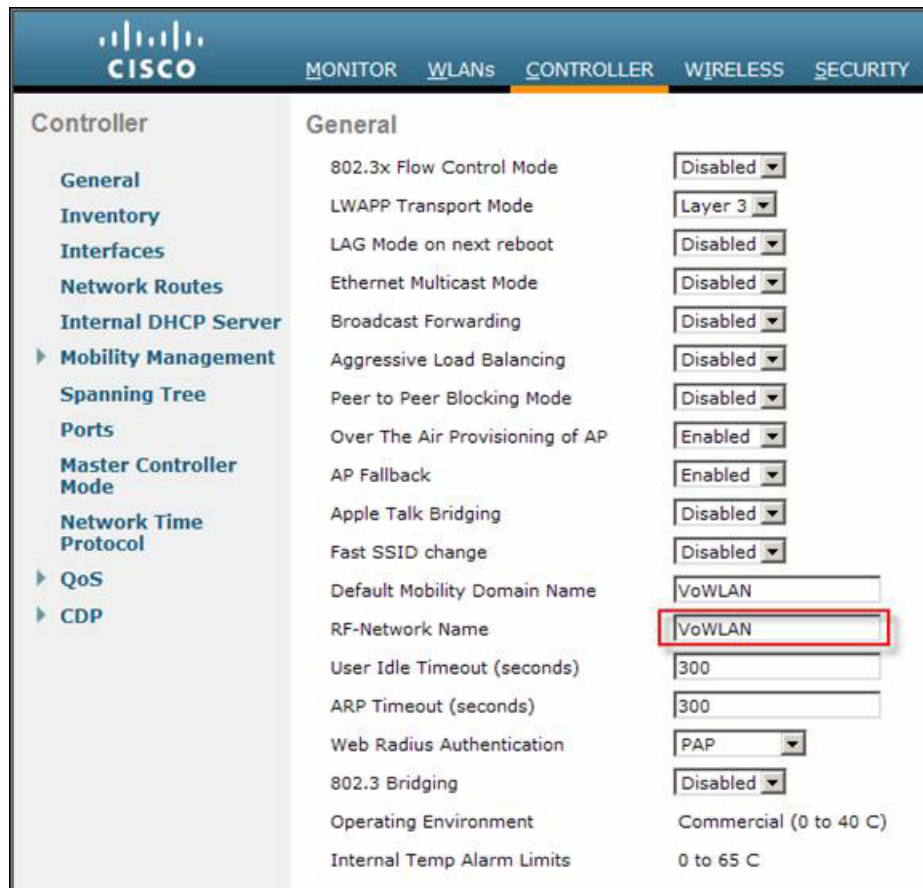 CISCO
MONITOR WLANs CONTROLLER WIRELESS SECURITY
Controller
General
Inventory
Interfaces
Network Routes
Internal DHCP Server
Mobility Management
Spanning Tree
Ports
Master Controller
Mode
Network Time
Protocol
QoS
CDP
General
802.3x Flow Control Mode Disabled
LWAPP Transport Mode Layer 3
LAG Mode on next reboot Disabled
Ethernet Multicast Mode Disabled
Broadcast Forwarding Disabled
Aggressive Load Balancing Disabled
Peer to Peer Blocking Mode Disabled
Over The Air Provisioning of AP Enabled
AP Fallback Enabled
Apple Talk Bridging Disabled
Fast SSID change Disabled
Default Mobility Domain Name VoWLAN
RF-Network Name VoWLAN
User Idle Timeout (seconds) 300
ARP Timeout (seconds) 300
Web Radius Authentication PAP
802.3 Bridging Disabled
Operating Environment Commercial (0 to 40 C)
Internal Temp Alarm Limits 0 to 65 C